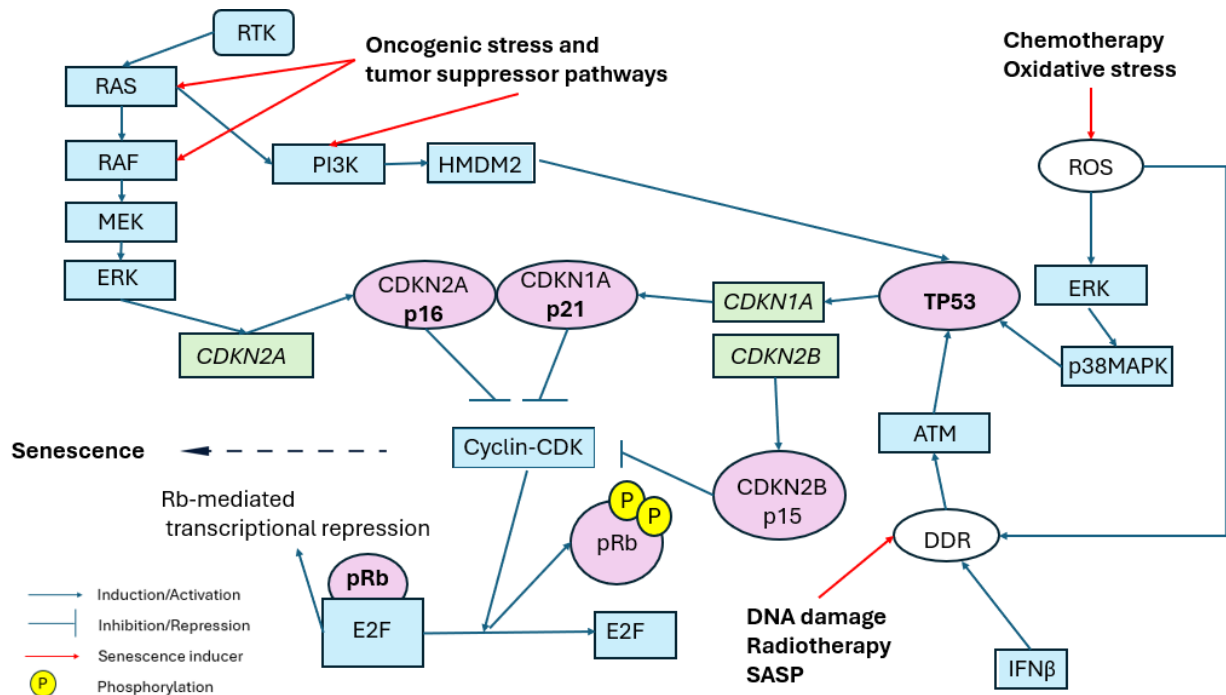 RTK
Oncogenic stress and
tumor suppressor pathways
Chemotherapy
Oxidative stress
RAS
RAF
PI3K
HMDM2
ROS
MEK
ERK
CDKN2A
p16
CDKN1A
p21
CDKN1A
TP53
ERK
CDKN2A
CDKN2B
p38MAPK
Senescence
Cyclin-CDK
ATM
CDKN2B
p15
Rb-mediated
transcriptional repression
P
P
pRb
DDR
pRb
E2F
E2F
DNA damage
Radiotherapy
SASP
IFNβ
Induction/Activation
Inhibition/Repression
Senescence inducer
P
Phosphorylation